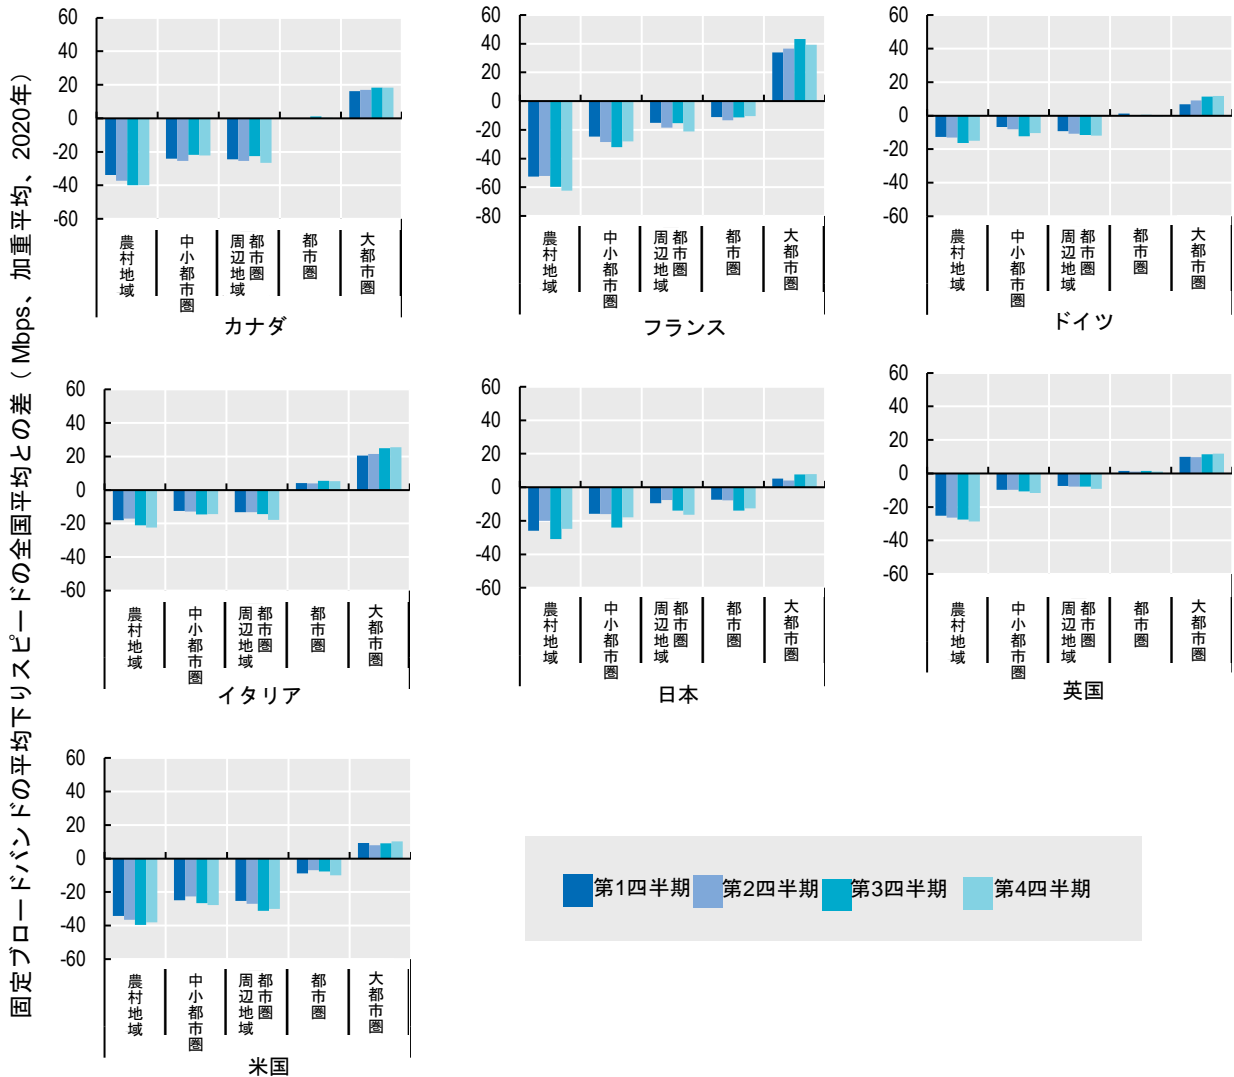 固定ブロードバンドの平均下りスピードの全国平均との差（Mbps、加重平均、2020年）
60
40
20
0
-20
-40
-60
農村地域
中小都市圏
都市圏
周辺地域
都市圏
大都市圏
カナダ
60
40
20
0
-20
-40
-60
-80
農村地域
中小都市圏
都市圏
周辺地域
都市圏
大都市圏
フランス
60
40
20
0
-20
-40
-60
農村地域
中小都市圏
都市圏
周辺地域
都市圏
大都市圏
ドイツ
60
40
20
0
-20
-40
-60
農村地域
中小都市圏
都市圏
周辺地域
都市圏
大都市圏
イタリア
60
40
20
0
-20
-40
-60
農村地域
中小都市圏
都市圏
周辺地域
都市圏
大都市圏
日本
60
40
20
0
-20
-40
-60
農村地域
中小都市圏
都市圏
周辺地域
都市圏
大都市圏
英国
60
40
20
0
-20
-40
-60
農村地域
中小都市圏
都市圏
周辺地域
都市圏
大都市圏
米国
第1四半期 第2四半期 第3四半期 第4四半期